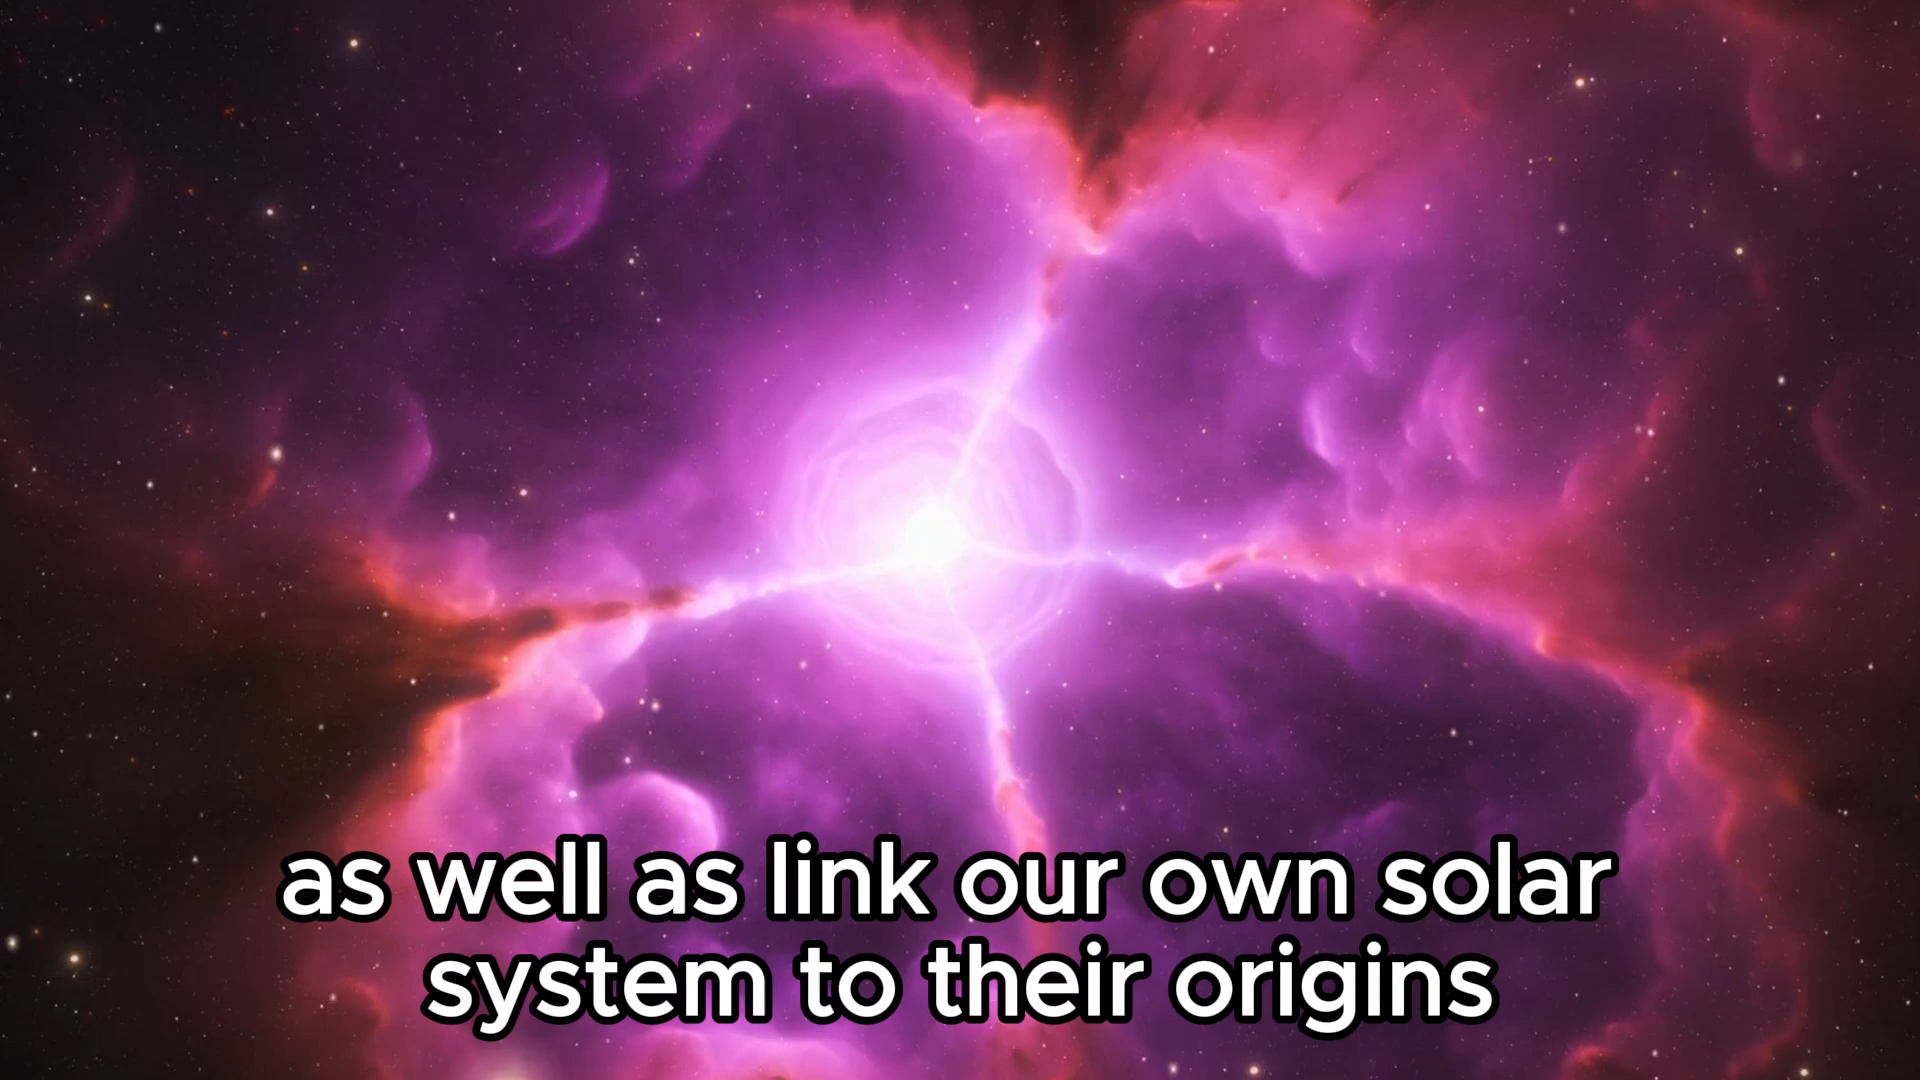 as well as link our own solar
system to their origins